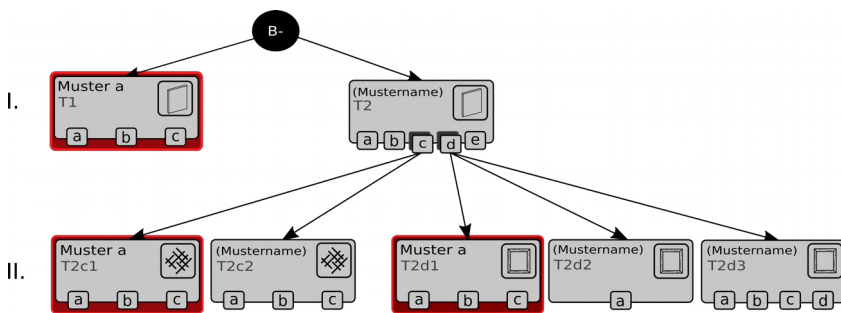 B-
I.
Muster a
T1
a b c
(Mustername)
T2
a b c d e
II.
Muster a
T2c1
a b c
(Mustername)
T2c2
a b c
Muster a
T2d1
a b c
(Mustername)
T2d2
a
(Mustername)
T2d3
a b c d